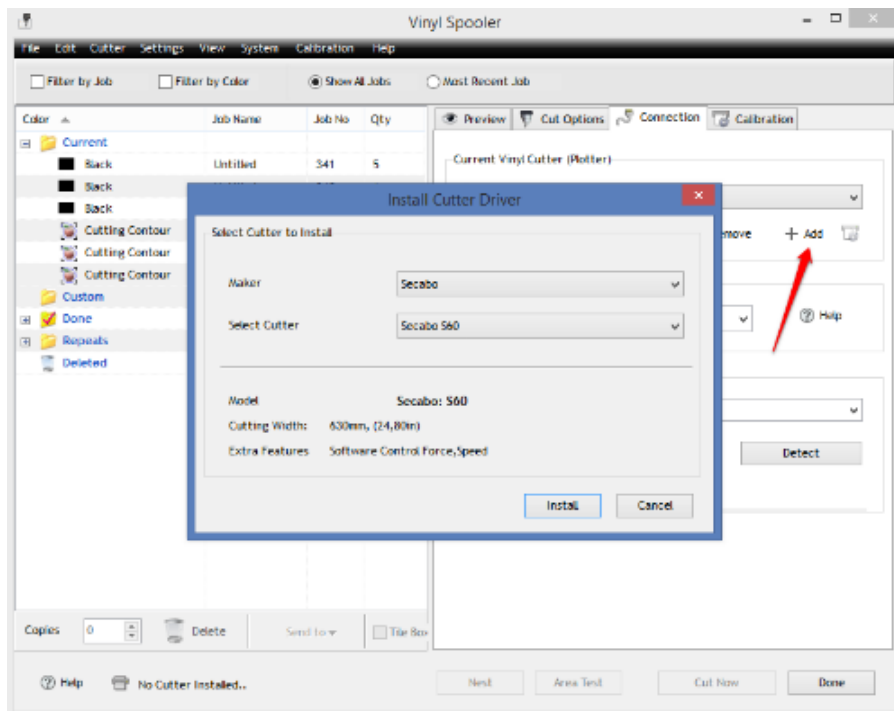 Vinyl Spooler
File Edit Cutter Settings View System Calibration Help
Filter by Job Filter by Color Show All Jobs Most Recent Job
Color Job Name Job No Qty
Preview Cut Options Connection Calibration
Current
Black Untitled 341 5
Black
Black
Cutting Contour
Cutting Contour
Cutting Contour
Custom
Done
Repeats
Deleted
Current Vinyl Cutter (Plotter)
+ Add
Help
Detect
Install Cutter Driver
Select Cutter to Install
Maker Secabo
Select Cutter Secabo S60
Model Secabo: S60
Cutting Width: 630mm, (24,80in)
Extra Features Software Control Force,Speed
Install Cancel
Copies 0 Delete Send to Tile Box
Help No Cutter Installed..
Nest Area Test Cut Now Done